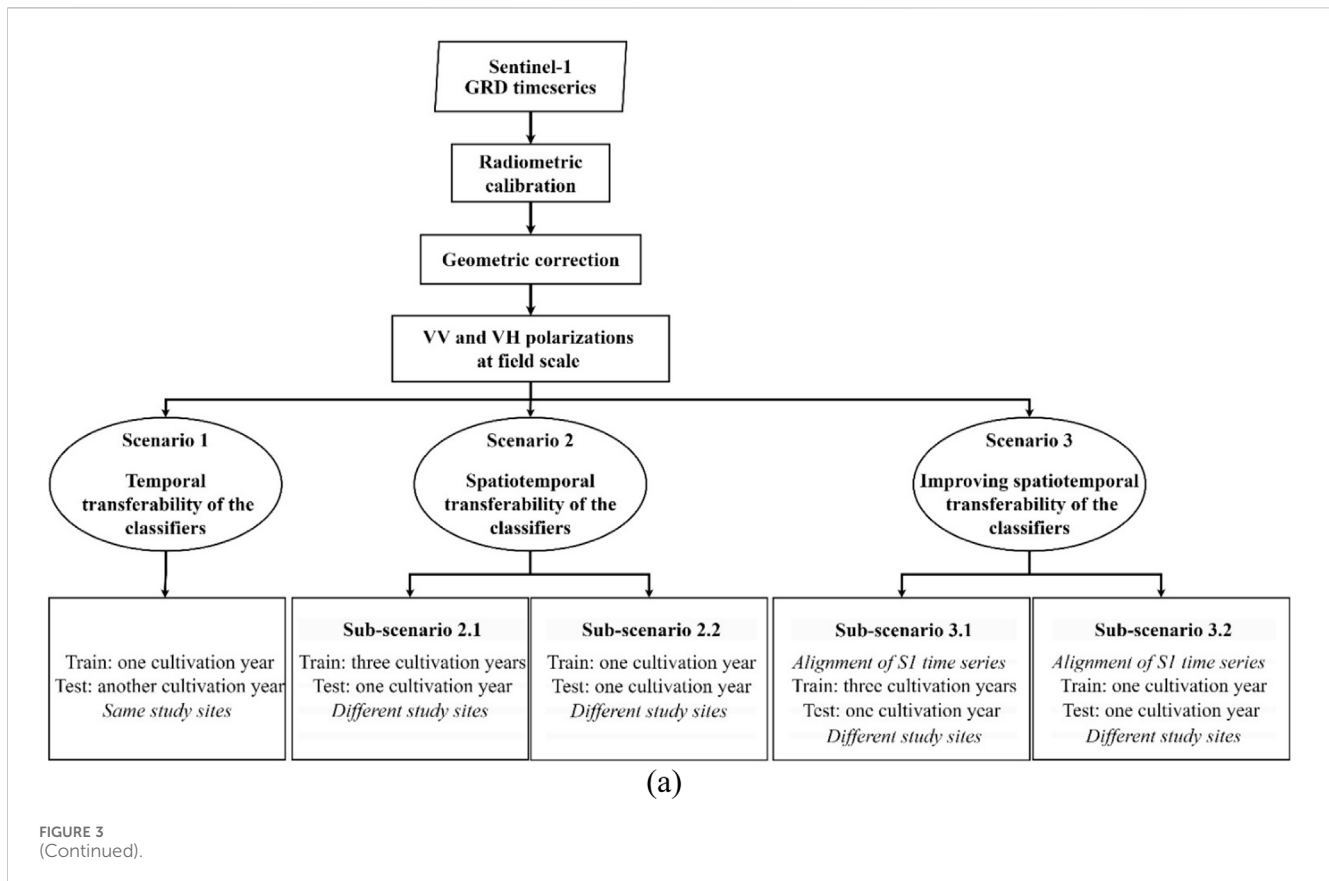 Sentinel-1
GRD timeseries
Radiometric
calibration
Geometric correction
VV and VH polarizations
at field scale
Scenario 1
Temporal
transferability of the
classifiers
Scenario 2
Spatiotemporal
transferability of the
classifiers
Scenario 3
Improving spatiotemporal
transferability of the
classifiers
Train: one cultivation year
Test: another cultivation year
Same study sites
Sub-scenario 2.1
Train: three cultivation years
Test: one cultivation year
Different study sites
Sub-scenario 2.2
Train: one cultivation year
Test: one cultivation year
Different study sites
Sub-scenario 3.1
Alignment of S1 time series
Train: three cultivation years
Test: one cultivation year
Different study sites
Sub-scenario 3.2
Alignment of S1 time series
Train: one cultivation year
Test: one cultivation year
Different study sites
(a)
FIGURE 3
(Continued).